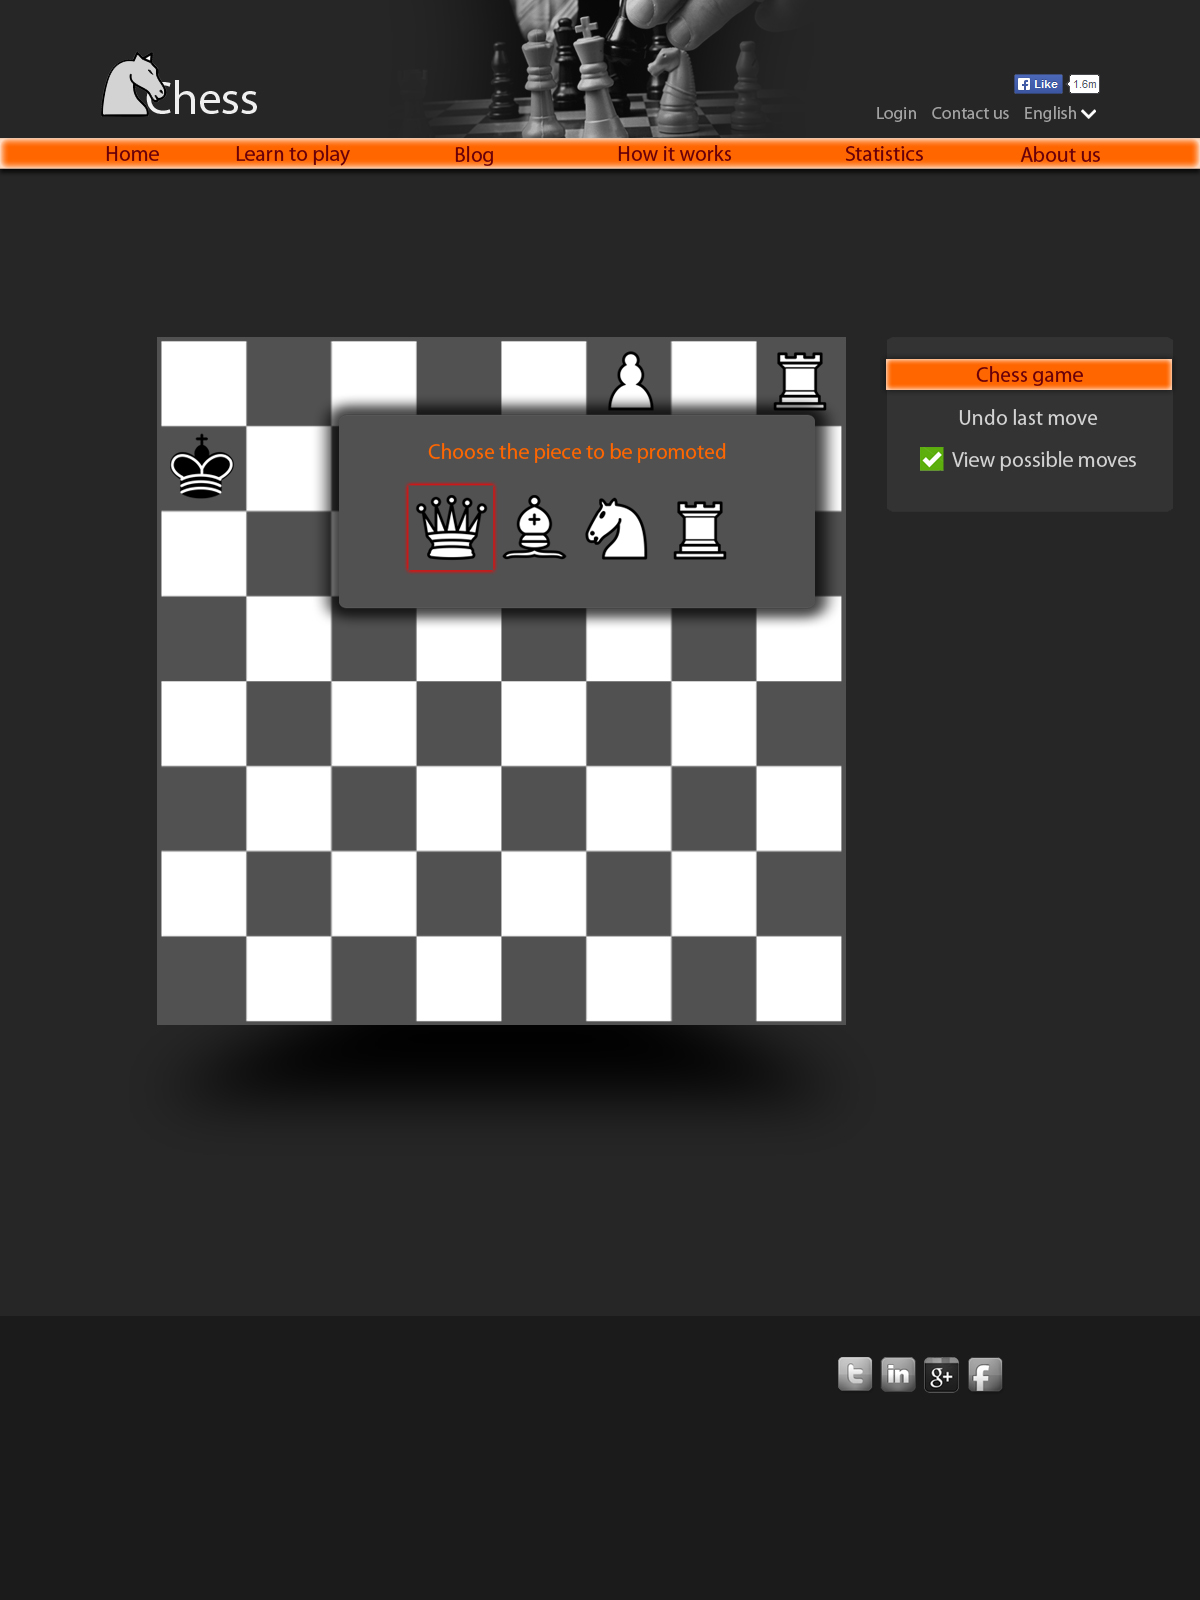 Chess
Like
1.6m
Login Contact us English
Home Learn to play Blog How it works Statistics About us
Chess game
Undo last move
View possible moves
Choose the piece to be promoted
t in g+ f